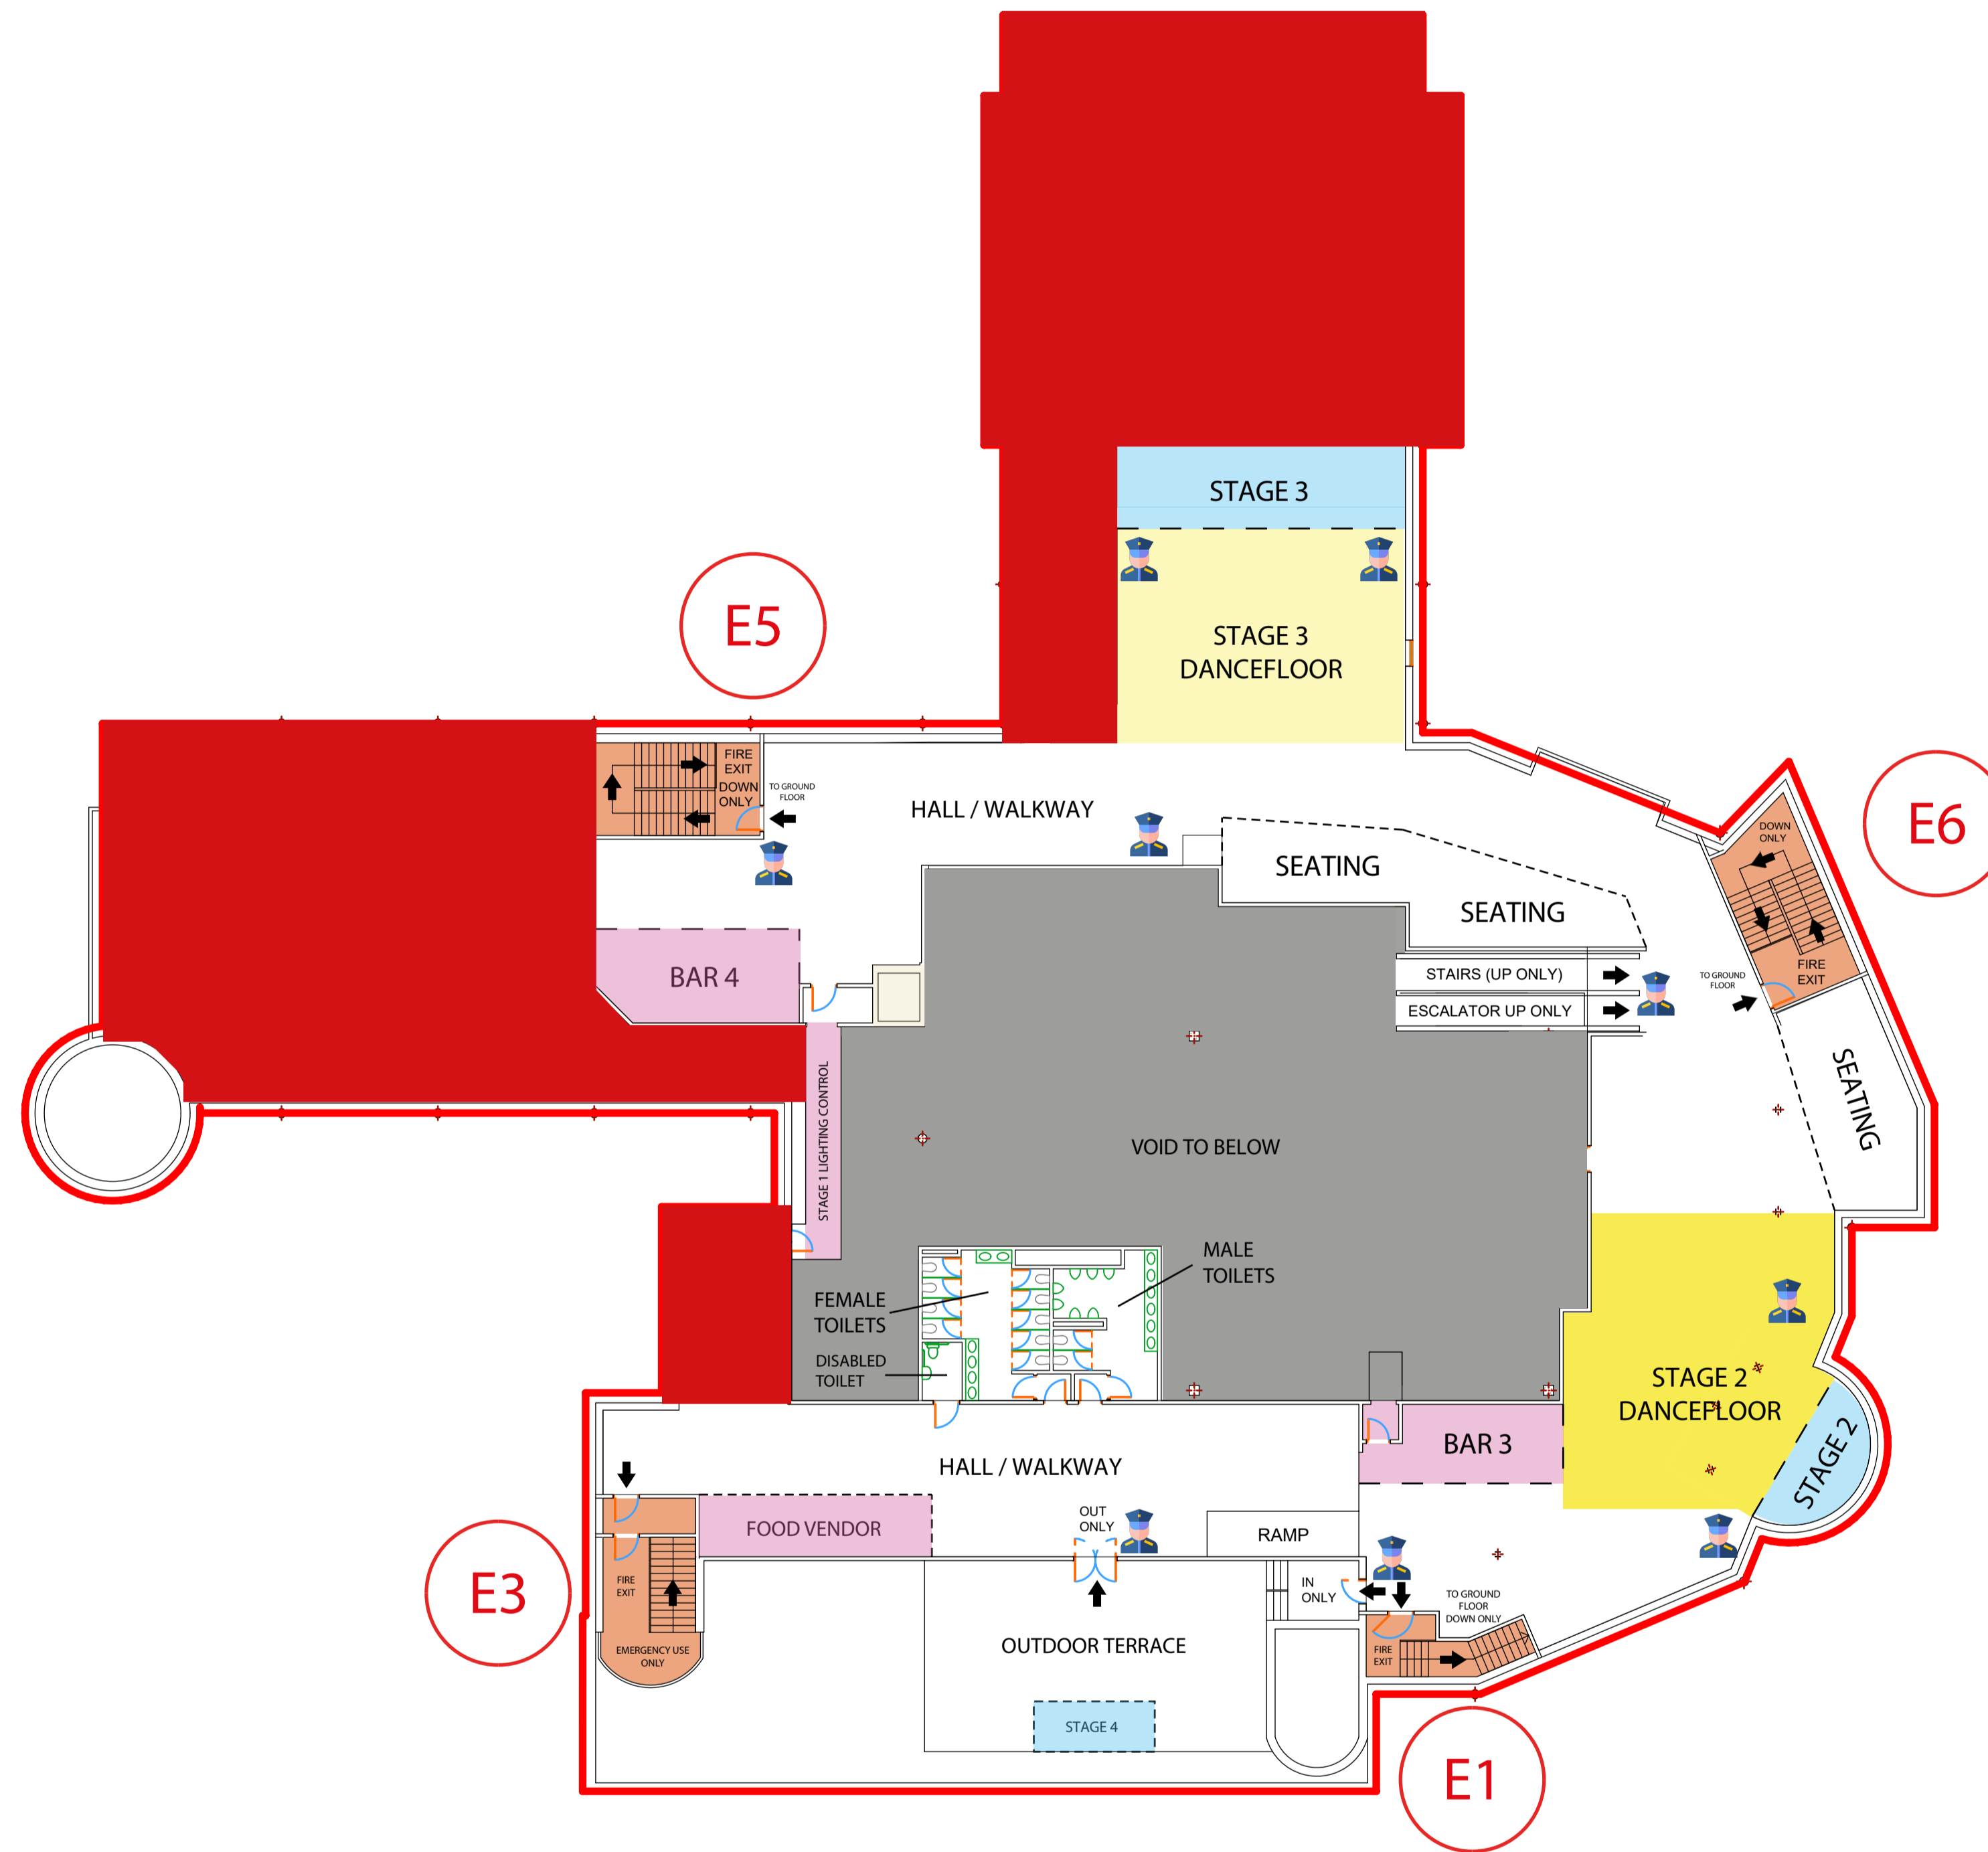 STAGE 3
E5
STAGE 3
DANCEFLOOR
FIRE
EXIT
DOWN
ONLY
TO GROUND
FLOOR
HALL / WALKWAY
E6
DOWN
ONLY
SEATING
SEATING
FIRE
EXIT
TO GROUND
FLOOR
BAR 4
STAIRS (UP ONLY)
ESCALATOR UP ONLY
SEATING
STAGE 1 LIGHTING CONTROL
VOID TO BELOW
MALE
TOILETS
FEMALE
TOILETS
DISABLED
TOILET
STAGE 2
DANCEFLOOR
STAGE 2
BAR 3
HALL / WALKWAY
FOOD VENDOR
OUT
ONLY
RAMP
E3
FIRE
EXIT
IN
ONLY
TO GROUND
FLOOR
DOWN ONLY
EMERGENCY USE
ONLY
OUTDOOR TERRACE
FIRE
EXIT
STAGE 4
E1